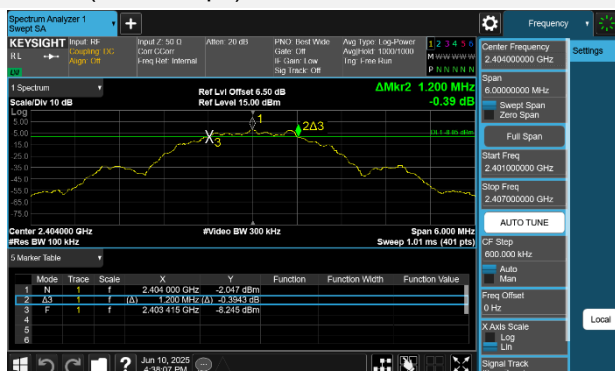 Spectrum Analyzer 1
Swept SA
+
Frequency
KEYSIGHT
RL
Input: RF
Coupling: DC
Align: Off
Input Z: 50 Ω
Corr CCorr
Freq Ref: Internal
Atten: 20 dB
PNO: Best Wide
Gate: Off
IF Gain: Low
Sig Track: Off
Avg Type: Log-Power
Avg|Hold: 1000/1000
Trig: Free Run
1 2 3 4 5 6
M W W W W W
P N N N N N
1 Spectrum
Scale/Div 10 dB
Ref Lvl Offset 6.50 dB
Ref Level 15.00 dBm
ΔMkr2 1.200 MHz
-0.39 dB
Log
5.00
-5.00
-15.0
-25.0
-35.0
-45.0
-55.0
-65.0
-75.0
1
2Δ3
X3
Center 2.404000 GHz
#Res BW 100 kHz
#Video BW 300 kHz
Span 6.000 MHz
Sweep 1.01 ms (401 pts)
5 Marker Table
Mode Trace Scale X Y Function Function Width Function Value
1 N 1 f 2.404 000 GHz -2.047 dBm
2 Δ3 1 f (Δ) 1.200 MHz (Δ) -0.3943 dB
3 F 1 f 2.403 415 GHz -8.245 dBm
4
5
6
?
Jun 10, 2025
4:38:07 PM
Center Frequency
2.404000000 GHz
Span
6.00000000 MHz
Swept Span
Zero Span
Full Span
Start Freq
2.401000000 GHz
Stop Freq
2.407000000 GHz
AUTO TUNE
CF Step
600.000 kHz
Auto
Man
Freq Offset
0 Hz
X Axis Scale
Log
Lin
Signal Track
Settings
Local